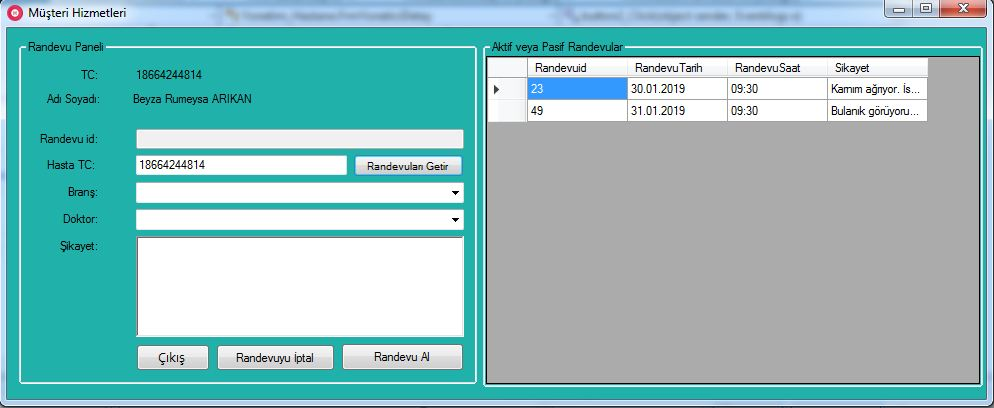 Müşteri Hizmetleri
Randevu Paneli
TC: 18664244814
Adı Soyadı: Beyza Rumeysa ARIKAN
Randevu id:
Hasta TC: 18664244814 Randevuları Getir
Branş:
Doktor:
Şikayet:
Çıkış Randevuyu İptal Randevu Al
Aktif veya Pasif Randevular
Randevuid RandevuTarih RandevuSaat Sikayet
23 30.01.2019 09:30 Karnım ağrıyor. İs...
49 31.01.2019 09:30 Bulanık görüyoru...